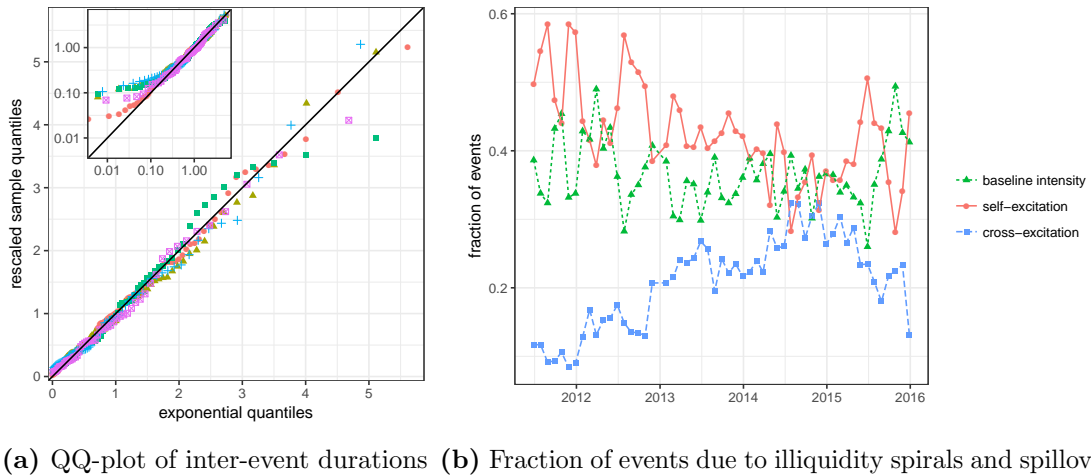 rescaled sample quantiles
5
4
3
2
1
0
1.00
0.10
0.01
0.01 0.10 1.00
0 1 2 3 4 5
exponential quantiles
fraction of events
0.6
0.4
0.2
2012 2013 2014 2015 2016
baseline intensity
self-excitation
cross-excitation
(a) QQ-plot of inter-event durations
(b) Fraction of events due to illiquidity spirals and